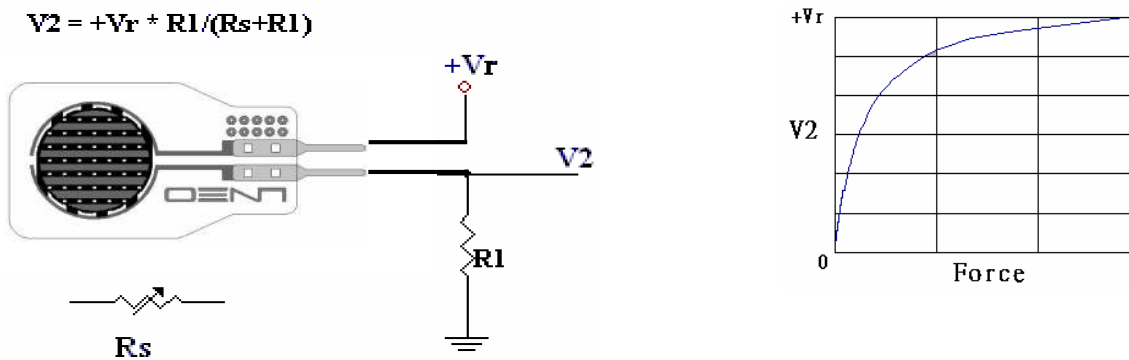 V2 = +Vr * R1/(Rs+R1)
+Vr
V2
R1
Rs
+Vr
V2
0
Force